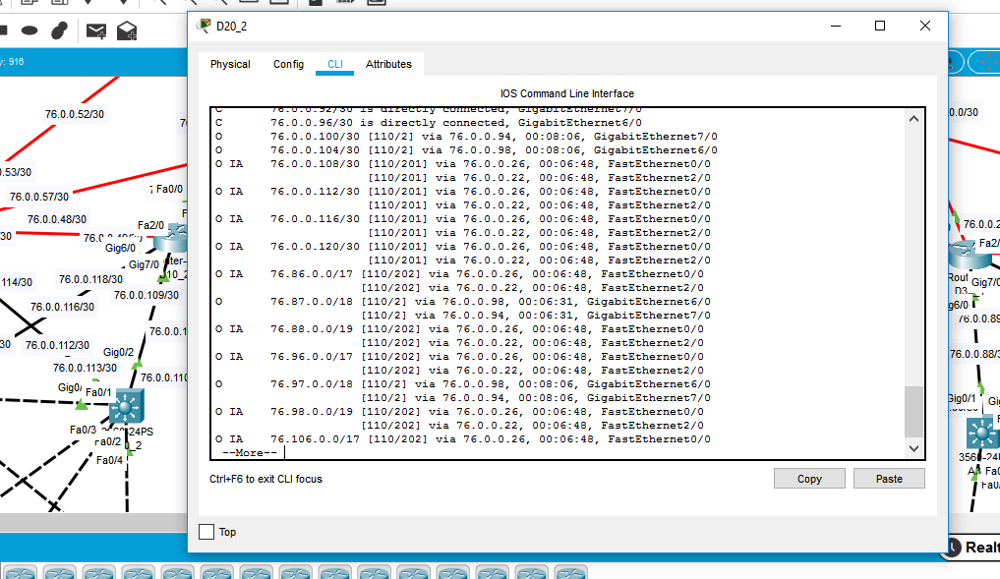 D20_2
Physical Config CLI Attributes
IOS Command Line Interface
C 76.0.0.92/30 is directly connected, GigabitEthernet7/0
C 76.0.0.96/30 is directly connected, GigabitEthernet6/0
O 76.0.0.100/30 [110/2] via 76.0.0.94, 00:08:06, GigabitEthernet7/0
O 76.0.0.104/30 [110/2] via 76.0.0.98, 00:08:06, GigabitEthernet6/0
O IA 76.0.0.108/30 [110/201] via 76.0.0.26, 00:06:48, FastEthernet0/0
[110/201] via 76.0.0.22, 00:06:48, FastEthernet2/0
O IA 76.0.0.112/30 [110/201] via 76.0.0.26, 00:06:48, FastEthernet0/0
[110/201] via 76.0.0.22, 00:06:48, FastEthernet2/0
O IA 76.0.0.116/30 [110/201] via 76.0.0.26, 00:06:48, FastEthernet0/0
[110/201] via 76.0.0.22, 00:06:48, FastEthernet2/0
O IA 76.0.0.120/30 [110/201] via 76.0.0.26, 00:06:48, FastEthernet0/0
[110/201] via 76.0.0.22, 00:06:48, FastEthernet2/0
O IA 76.86.0.0/17 [110/202] via 76.0.0.26, 00:06:48, FastEthernet0/0
[110/202] via 76.0.0.22, 00:06:48, FastEthernet2/0
O 76.87.0.0/18 [110/2] via 76.0.0.98, 00:06:31, GigabitEthernet6/0
[110/2] via 76.0.0.94, 00:06:31, GigabitEthernet7/0
O IA 76.88.0.0/19 [110/202] via 76.0.0.26, 00:06:48, FastEthernet0/0
[110/202] via 76.0.0.22, 00:06:48, FastEthernet2/0
O IA 76.96.0.0/17 [110/202] via 76.0.0.26, 00:06:48, FastEthernet0/0
[110/202] via 76.0.0.22, 00:06:48, FastEthernet2/0
O 76.97.0.0/18 [110/2] via 76.0.0.98, 00:08:06, GigabitEthernet6/0
[110/2] via 76.0.0.94, 00:08:06, GigabitEthernet7/0
O IA 76.98.0.0/19 [110/202] via 76.0.0.26, 00:06:48, FastEthernet0/0
[110/202] via 76.0.0.22, 00:06:48, FastEthernet2/0
O IA 76.106.0.0/17 [110/202] via 76.0.0.26, 00:06:48, FastEthernet0/0
--More--
Ctrl+F6 to exit CLI focus
Copy Paste
Top
y: 916
76.0.0.52/30
.53/30
76.0.0.57/30
Fa0/0
76.0.0.48/30
Fa2/0
Gig6/0
Gig7/0
.114/30
76.0.0.118/30
76.0.0.109/30
76.0.0.116/30
76.0.0.112/30
Gig0/2
76.0.0.113/30
76.0.0.110
Fa0/1
Fa0/3
Fa0/2
Fa0/4
0.0/30
76.0.0.2
Fa2/
Rout
Gig7/0
g6/0
76.0.0.89
76.0.0.88/3
Gig0/1